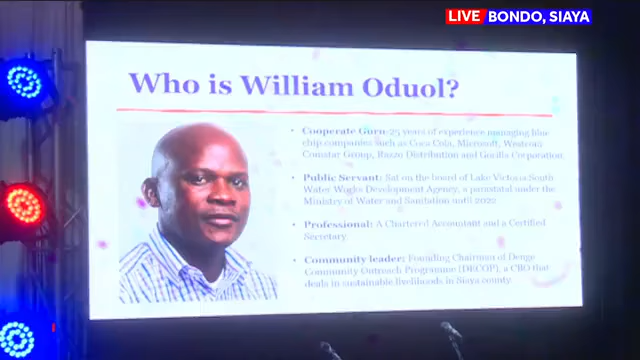 LIVE BONDO, SIAYA
Who is William Oduol?
• Cooperate Guru-25 years of experience managing blue
chip companies such as Coca Cola, Microsoft,
Comstar Group, Razco Distribution and Gorilla Corporation.
• Public Servant: Sat on the board of Lake Victoria South
Water Works Development Agency, a parastatal under the
Ministry of Water and Sanitation until 2022
• Professional: A Chartered Accountant and a Certified
Secretary
• Community leader: Founding Chairman of Denge
Community Outreach Programme (DECOP), a CBO that
deals in sustainable livelihoods in Siaya county.